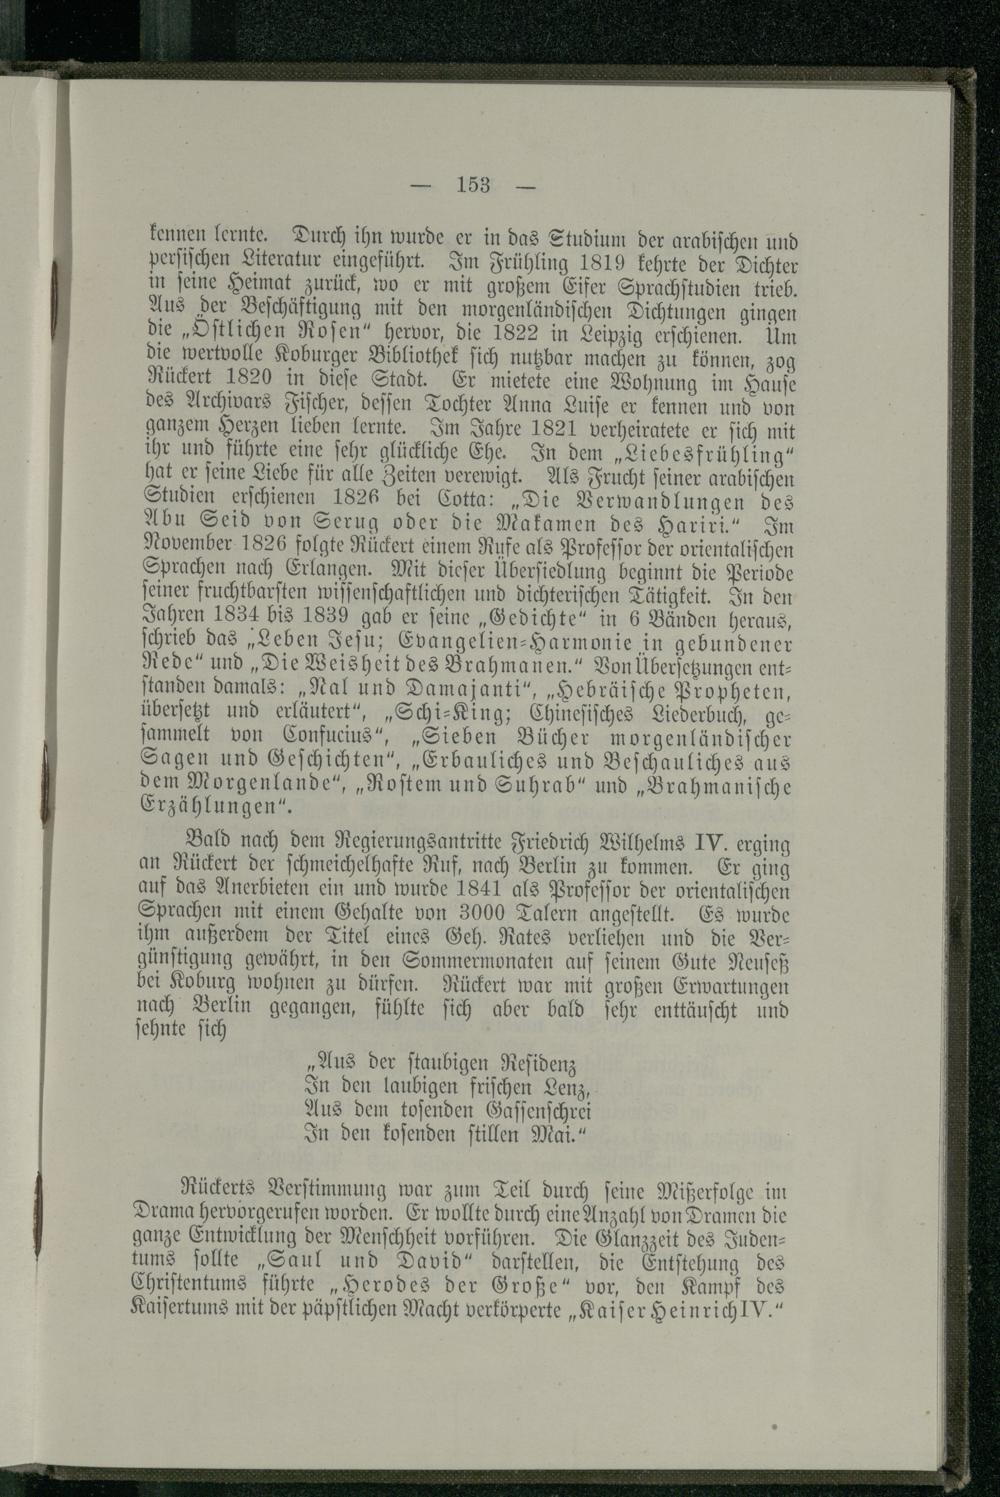 — 153 —
kennen lernte. Durch ihn wurde er in das Studium der arabischen und
persischen Literatur eingeführt. Im Frühling 1819 kehrte der Dichter
in seine Heimat zurück, wo er mit großem Eifer Sprachstudien trieb.
Aus der Beschäftigung mit den morgenländischen Dichtungen gingen
die „Östlichen Rosen“ hervor, die 1822 in Leipzig erschienen. Um
die wertvolle Koburger Bibliothek sich nutzbar machen zu können, zog
Rückert 1820 in diese Stadt. Er mietete eine Wohnung im Hause
des Archivars Fischer, dessen Tochter Anna Luise er kennen und von
ganzem Herzen lieben lernte. Im Jahre 1821 verheiratete er sich mit
ihr und führte eine sehr glückliche Ehe. In dem „Liebesfrühling“
hat er seine Liebe für alle Zeiten verewigt. Als Frucht seiner arabischen
Studien erschienen 1826 bei Cotta: „Die Verwandlungen des
Abu Seid von Serug oder die Makamen des Hariri.“ Im
November 1826 folgte Rückert einem Rufe als Professor der orientalischen
Sprachen nach Erlangen. Mit dieser Übersiedlung beginnt die Periode
seiner fruchtbarsten wissenschaftlichen und dichterischen Tätigkeit. In den
Jahren 1834 bis 1839 gab er seine „Gedichte“ in 6 Bänden heraus,
schrieb das „Leben Jesu; Evangelien-Harmonie in gebundener
Rede“ und „Die Weisheit des Brahmanen.“ Von Übersetzungen ent-
standen damals: „Nal und Damajanti“, „Hebräische Propheten,
übersetzt und erläutert“, „Schi-King; Chinesisches Liederbuch, ge-
sammelt von Confucius“, „Sieben Bücher morgenländischer
Sagen und Geschichten“, „Erbauliches und Beschauliches aus
dem Morgenlande“, „Rostem und Suhrab“ und „Brahmanische
Erzählungen“.
Bald nach dem Regierungsantritte Friedrich Wilhelms IV. erging
an Rückert der schmeichelhafte Ruf, nach Berlin zu kommen. Er ging
auf das Anerbieten ein und wurde 1841 als Professor der orientalischen
Sprachen mit einem Gehalte von 3000 Talern angestellt. Es wurde
ihm außerdem der Titel eines Geh. Rates verliehen und die Ver-
günstigung gewährt, in den Sommermonaten auf seinem Gute Neuseß
bei Koburg wohnen zu dürfen. Rückert war mit großen Erwartungen
nach Berlin gegangen, fühlte sich aber bald sehr enttäuscht und
sehnte sich
„Aus der staubigen Residenz
In den laubigen frischen Lenz,
Aus dem tosenden Gassenschrei
In den kosenden stillen Mai.“
Rückerts Verstimmung war zum Teil durch seine Mißerfolge im
Drama hervorgerufen worden. Er wollte durch eine Anzahl von Dramen die
ganze Entwicklung der Menschheit vorführen. Die Glanzzeit des Juden-
tums sollte „Saul und David“ darstellen, die Entstehung des
Christentums führte „Herodes der Große“ vor, den Kampf des
Kaisertums mit der päpstlichen Macht verkörperte „Kaiser Heinrich IV.“